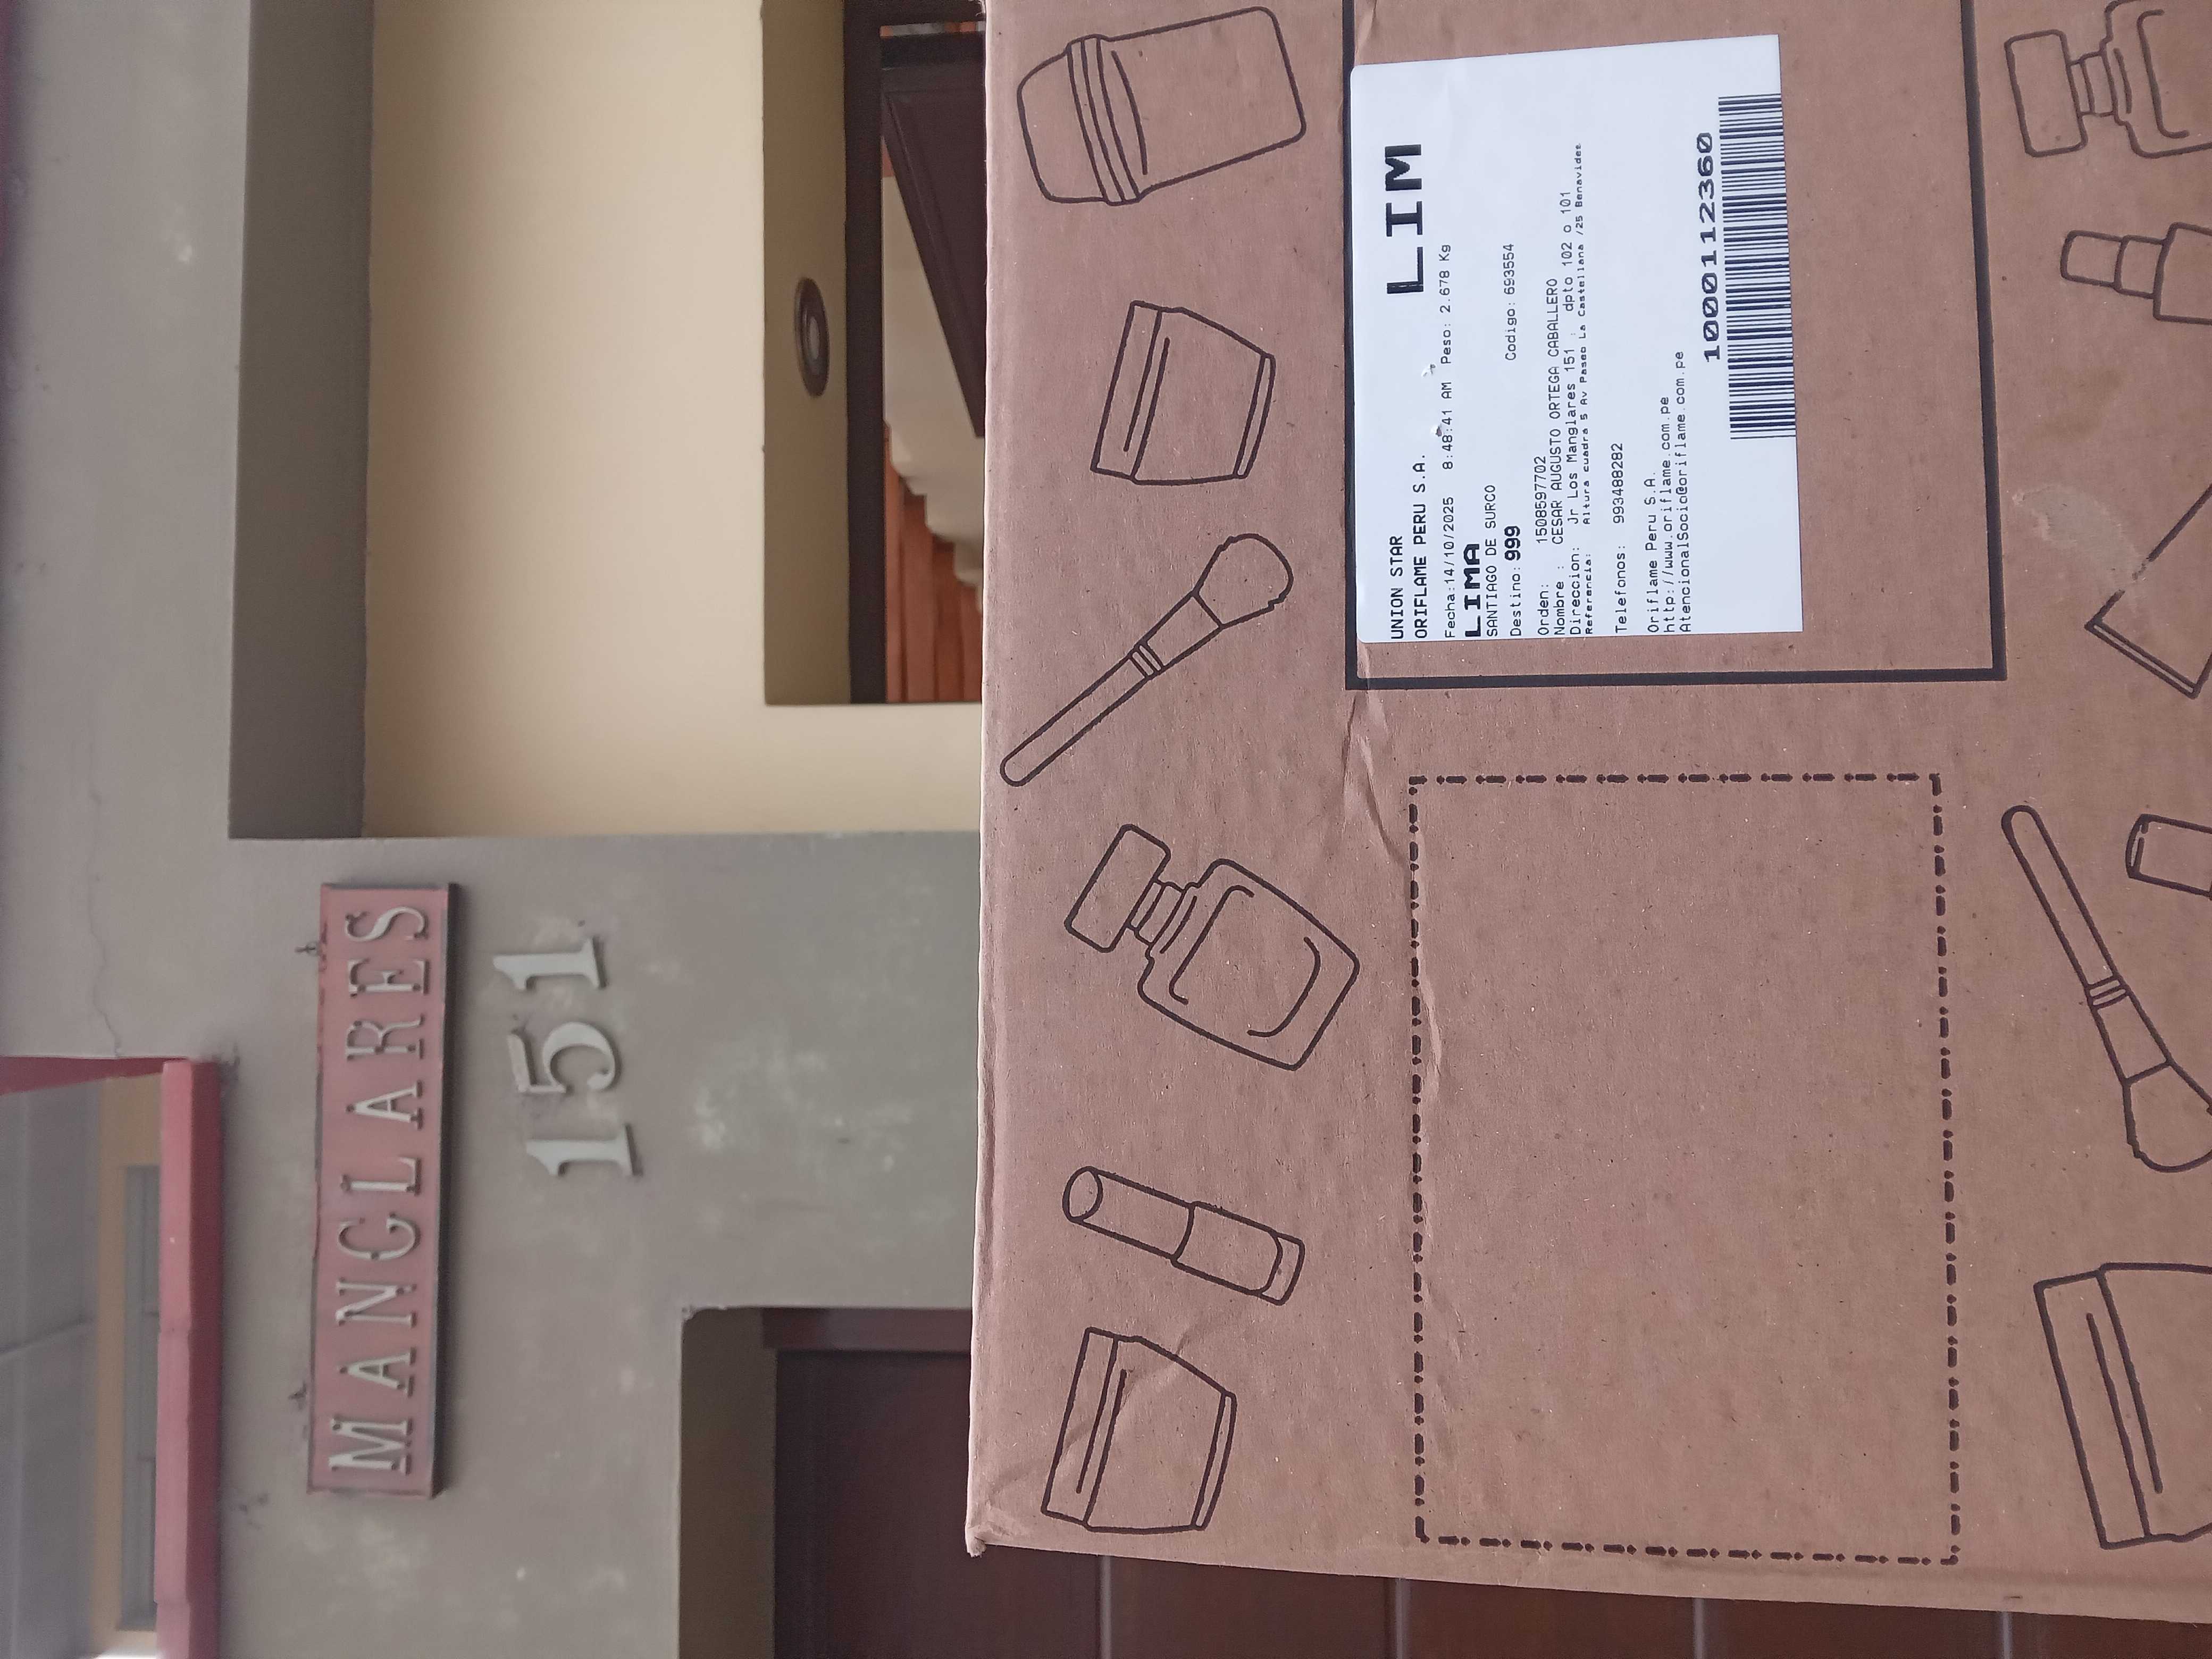 MANGLARES
151
UNION STAR
ORIFLAME PERU S.A.
LIM
Fecha:14/10/2025 8:48:41 AM Peso: 2.678 Kg
LIMA
SANTIAGO DE SURCO
Destino: 999 Codigo: 693554
Orden: 1508597702
Nombre : CESAR AUGUSTO ORTEGA CABALLERO
Direccion: Jr Los Manglares 151 : dpto 102 o 101
Referencia: Altura cuadra 5 Av Paseo La Castellana /25 Benavides
Telefonos: 993488282
Oriflame Peru S.A.
http://www.oriflame.com.pe
AtencionalSocio@oriflame.com.pe
10001112360